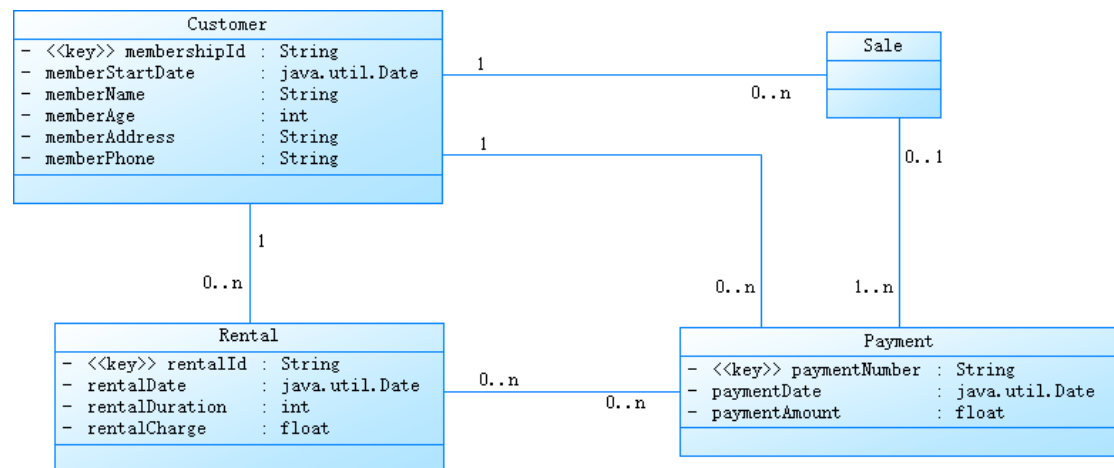 Customer
- <<key>> membershipId : String
- memberStartDate : java.util.Date
- memberName : String
- memberAge : int
- memberAddress : String
- memberPhone : String
Sale
1
0..n
1
0..1
1
0..n
0..n
1..n
Rental
- <<key>> rentalId : String
- rentalDate : java.util.Date
- rentalDuration : int
- rentalCharge : float
0..n
0..n
Payment
- <<key>> paymentNumber : String
- paymentDate : java.util.Date
- paymentAmount : float